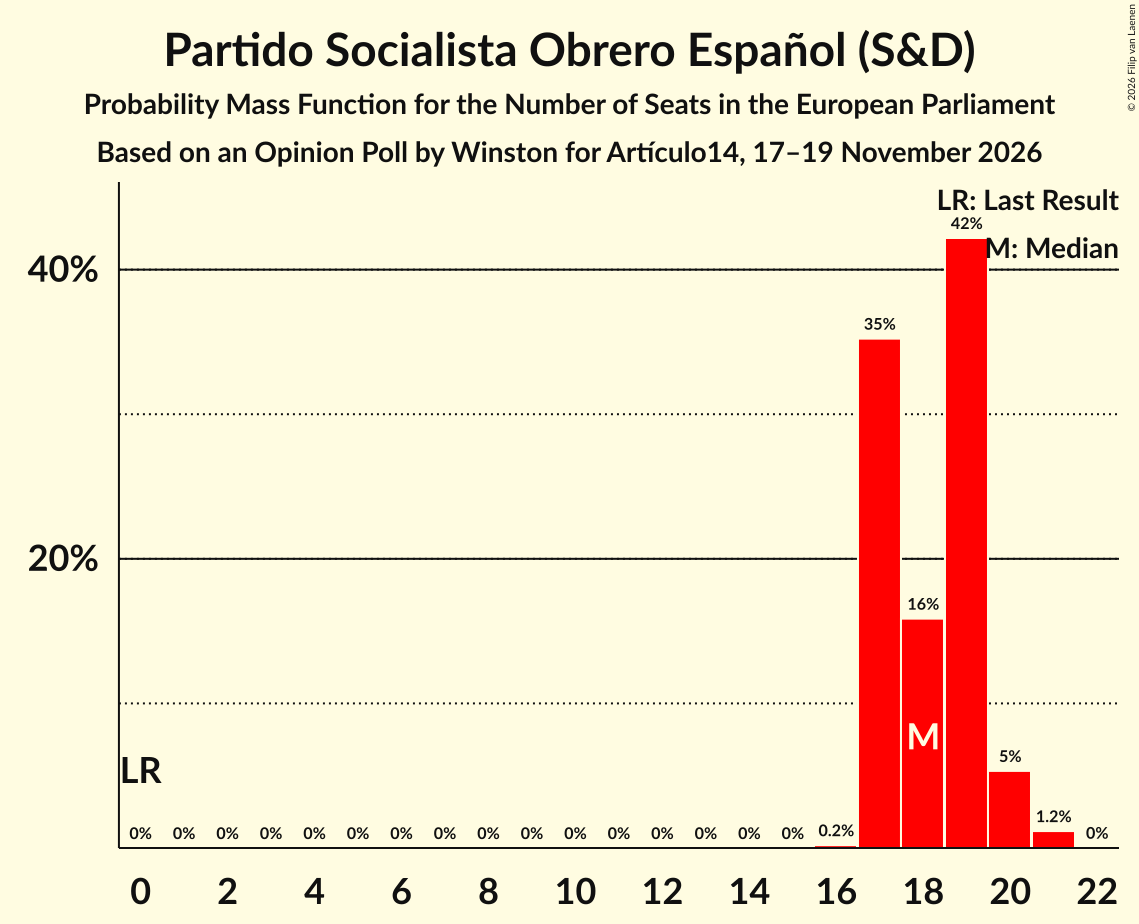 Partido Socialista Obrero Español (S&D)
Probability Mass Function for the Number of Seats in the European Parliament
Based on an Opinion Poll by Winston for Artículo14, 17–19 November 2026
© 2026 Filip van Laenen
LR: Last Result
M: Median
42%
40%
35%
20%
16%
M
LR
5%
1.2%
0% 0% 0% 0% 0% 0% 0% 0% 0% 0% 0% 0% 0% 0% 0% 0% 0.2% 0%
0 2 4 6 8 10 12 14 16 18 20 22